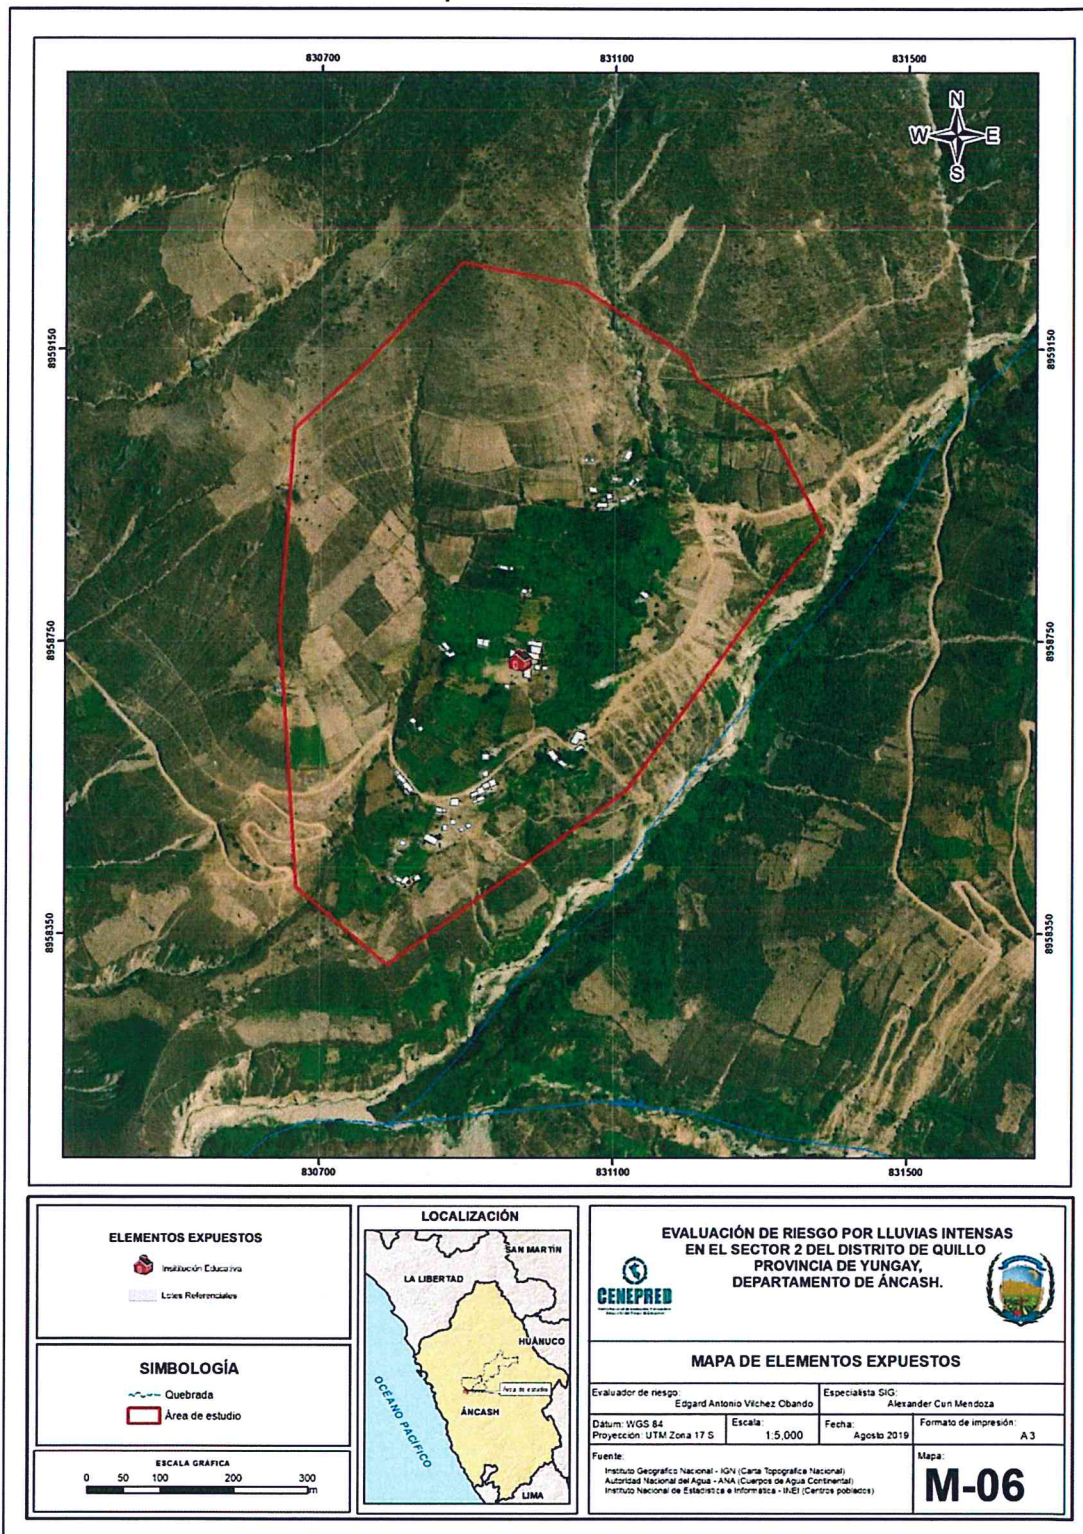 830700
831100
831500
N
W E
S
8959150
8959150
8958750
8958750
8958350
8958350
830700
831100
831500
ELEMENTOS EXPUESTOS
Institución Educativa
Lotes Referenciales
SIMBOLOGÍA
Quebrada
Área de estudio
ESCALA GRÁFICA
0 50 100 200 300
m
LOCALIZACIÓN
SAN MARTÍN
LA LIBERTAD
HUÁNUCO
Área de estudio
ÁNCASH
OCÉANO PACÍFICO
LIMA
CENEPRED
EVALUACIÓN DE RIESGO POR LLUVIAS INTENSAS
EN EL SECTOR 2 DEL DISTRITO DE QUILLO
PROVINCIA DE YUNGAY,
DEPARTAMENTO DE ÁNCASH.
MAPA DE ELEMENTOS EXPUESTOS
Evaluador de riesgo:
Edgard Antonio Vilchez Obando
Especialista SIG:
Alexander Curi Mendoza
Dátum: WGS 84
Proyección: UTM Zona 17 S
Escala:
1:5,000
Fecha:
Agosto 2019
Formato de impresión:
A 3
Fuente:
Instituto Geográfico Nacional - IGN (Carta Topográfica Nacional)
Autoridad Nacional del Agua - ANA (Cuerpos de Agua Continental)
Instituto Nacional de Estadística e Informática - INEI (Centros poblados)
Mapa:
M-06